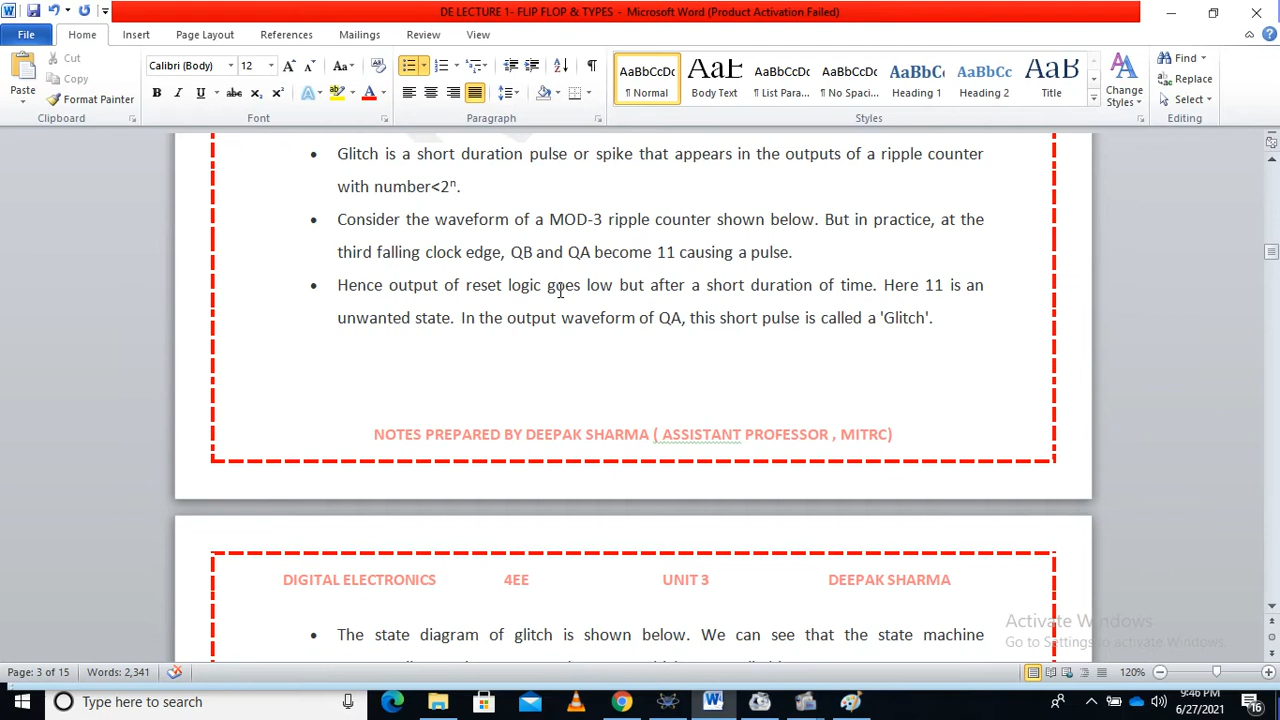 DE LECTURE 1- FLIP FLOP & TYPES - Microsoft Word (Product Activation Failed)
File Home Insert Page Layout References Mailings Review View
Paste Cut Copy Format Painter
Calibri (Body) 12
AaBbCcDc AaBb AaBbCcDd AaBbCcDc AaBbCc AaBbCc AaBb
¶ Normal Body Text ¶ List Para... ¶ No Spaci... Heading 1 Heading 2 Title
Change Styles
Find Replace Select
Clipboard Font Paragraph Styles Editing
• Glitch is a short duration pulse or spike that appears in the outputs of a ripple counter
with number<2ⁿ.
• Consider the waveform of a MOD-3 ripple counter shown below. But in practice, at the
third falling clock edge, QB and QA become 11 causing a pulse.
• Hence output of reset logic goes low but after a short duration of time. Here 11 is an
unwanted state. In the output waveform of QA, this short pulse is called a 'Glitch'.
NOTES PREPARED BY DEEPAK SHARMA ( ASSISTANT PROFESSOR , MITRC)
DIGITAL ELECTRONICS 4EE UNIT 3 DEEPAK SHARMA
• The state diagram of glitch is shown below. We can see that the state machine
Activate Windows
Go to Settings to activate Windows.
Page: 3 of 15 Words: 2,341 120%
Type here to search
9:46 PM
6/27/2021
16